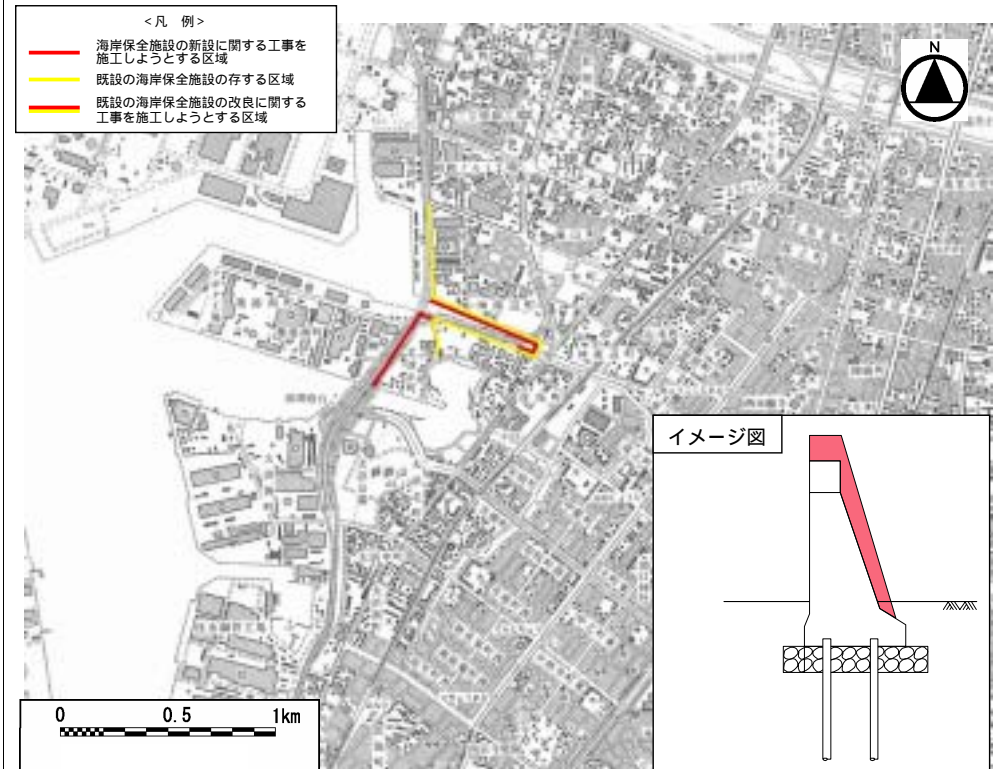 <凡 例>
海岸保全施設の新設に関する工事を
施工しようとする区域
既設の海岸保全施設の存する区域
既設の海岸保全施設の改良に関する
工事を施工しようとする区域
N
イメージ図
0 0.5 1km